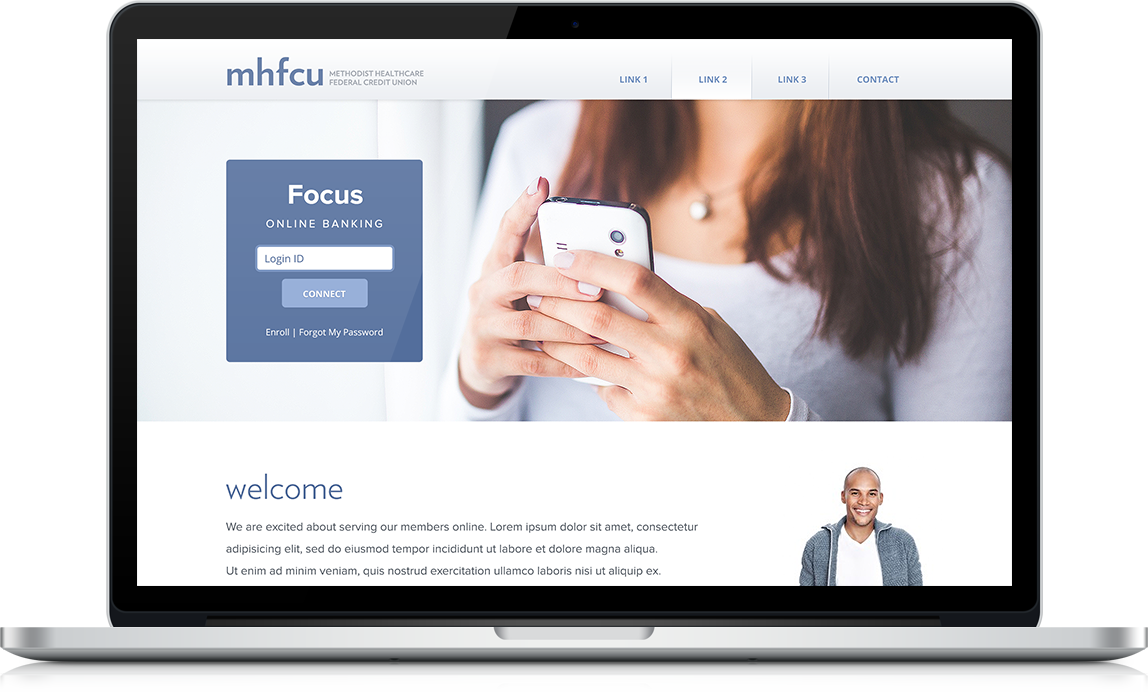 mhfcu
METHODIST HEALTHCARE
FEDERAL CREDIT UNION
LINK 1
LINK 2
LINK 3
CONTACT
Focus
ONLINE BANKING
Login ID
CONNECT
Enroll | Forgot My Password
welcome
We are excited about serving our members online. Lorem ipsum dolor sit amet, consectetur
adipisicing elit, sed do eiusmod tempor incididunt ut labore et dolore magna aliqua.
Ut enim ad minim veniam, quis nostrud exercitation ullamco laboris nisi ut aliquip ex.